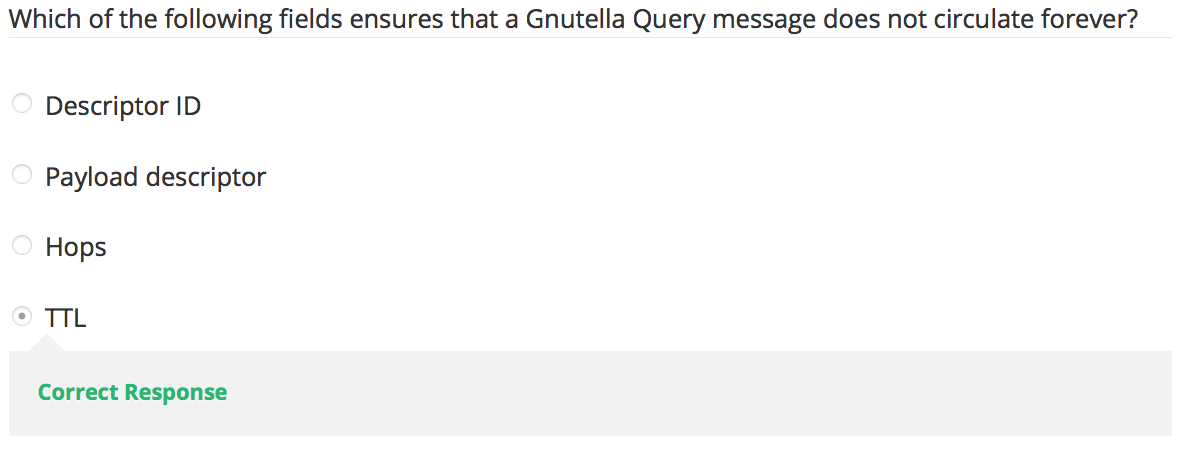 Which of the following fields ensures that a Gnutella Query message does not circulate forever?
Descriptor ID
Payload descriptor
Hops
TTL
Correct Response